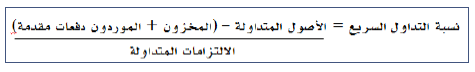 نسبة التداول السريع = الأصول المتداولة – (المخزون + الموردون دفعات مقدمة)
الالتزامات المتداولة